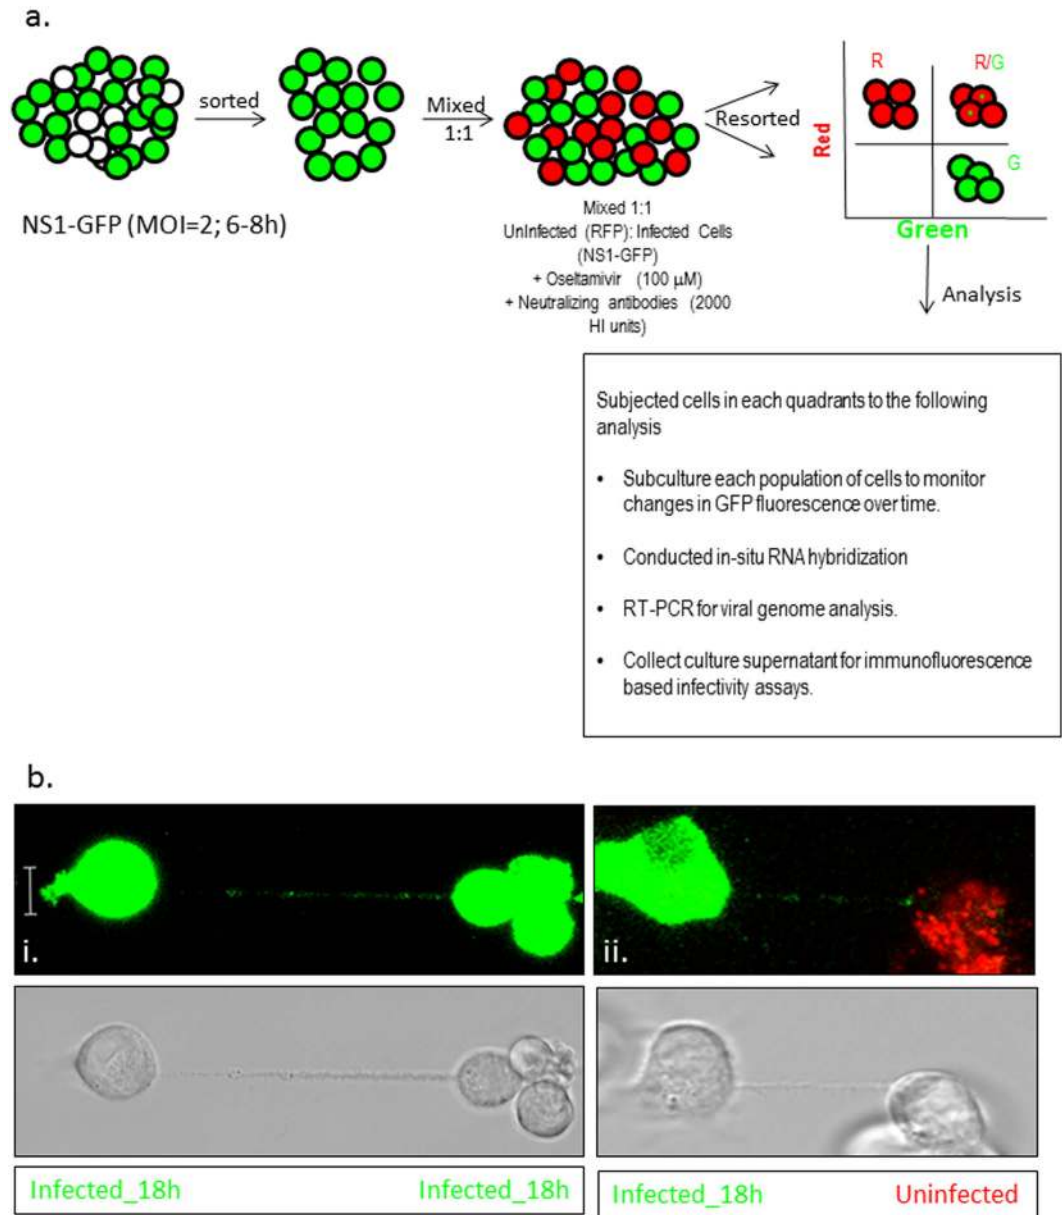 a.
sorted
Mixed
1:1
Resorted
R
R/G
G
Red
Green
NS1-GFP (MOI=2; 6-8h)
Mixed 1:1
UnInfected (RFP): Infected Cells
(NS1-GFP)
+ Oseltamivir (100 µM)
+ Neutralizing antibodies (2000
HI units)
Analysis
Subjected cells in each quadrants to the following
analysis
• Subculture each population of cells to monitor
changes in GFP fluorescence over time.
• Conducted in-situ RNA hybridization
• RT-PCR for viral genome analysis.
• Collect culture supernatant for immunofluorescence
based infectivity assays.
b.
i.
ii.
Infected_18h
Infected_18h
Infected_18h
Uninfected